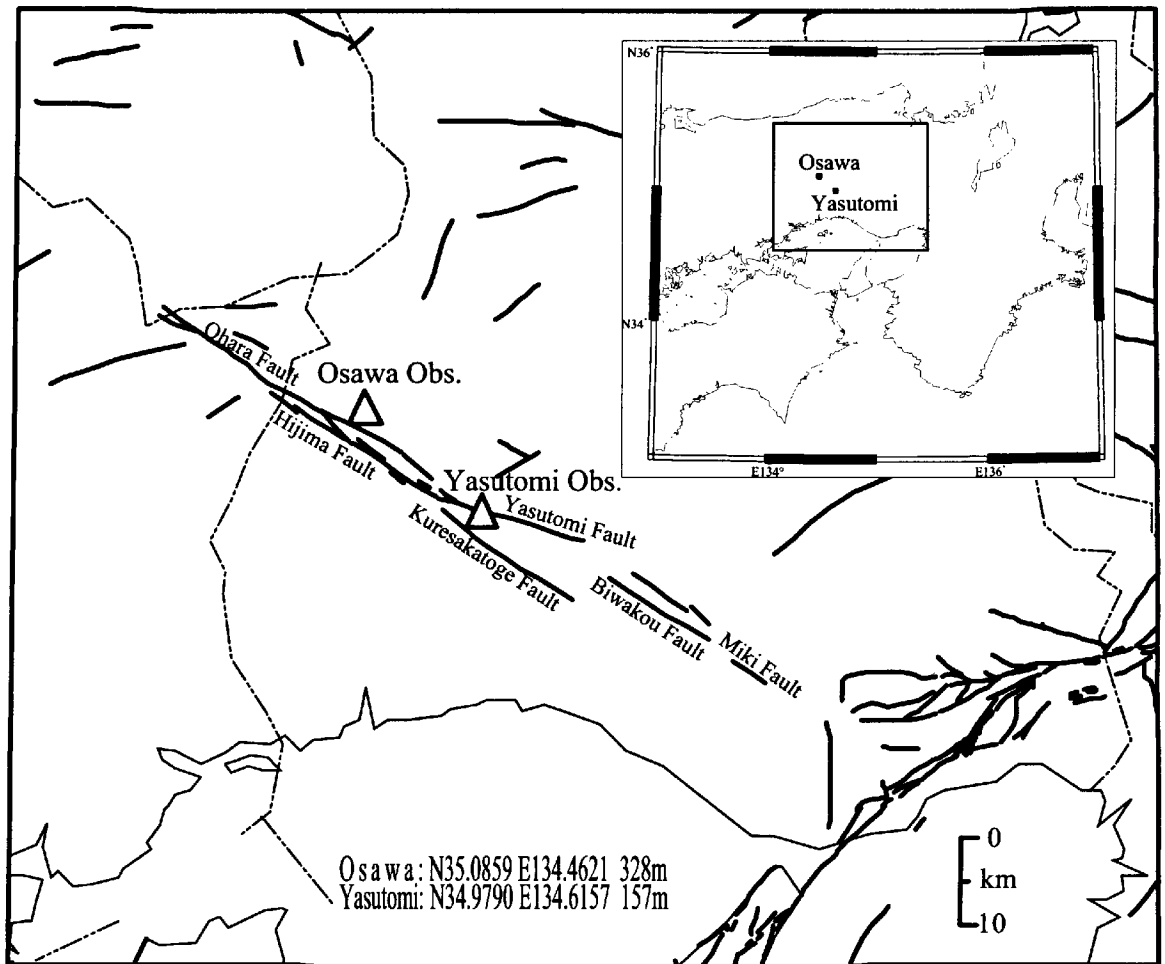 N36°
Osawa
Yasutomi
N34°
E134°
E136°
Ohara Fault
Osawa Obs.
Hijima Fault
Yasutomi Obs.
Yasutomi Fault
Kuresakatoge Fault
Biwakou Fault
Miki Fault
0
km
10
Osawa: N35.0859 E134.4621 328m
Yasutomi: N34.9790 E134.6157 157m